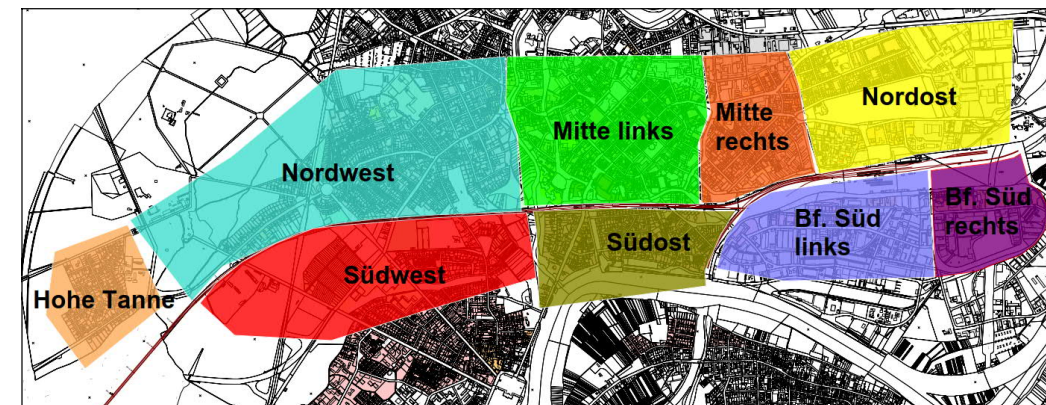 Nordost
Mitte
rechts
Mitte links
Nordwest
Bf. Süd
rechts
Bf. Süd
links
Südost
Südwest
Hohe Tanne